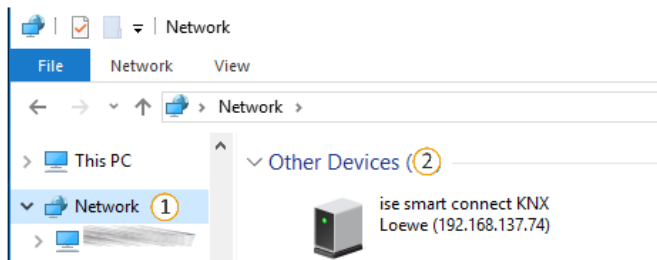 Network
File Network View
Network
This PC
Network 1
Other Devices (2)
ise smart connect KNX
Loewe (192.168.137.74)